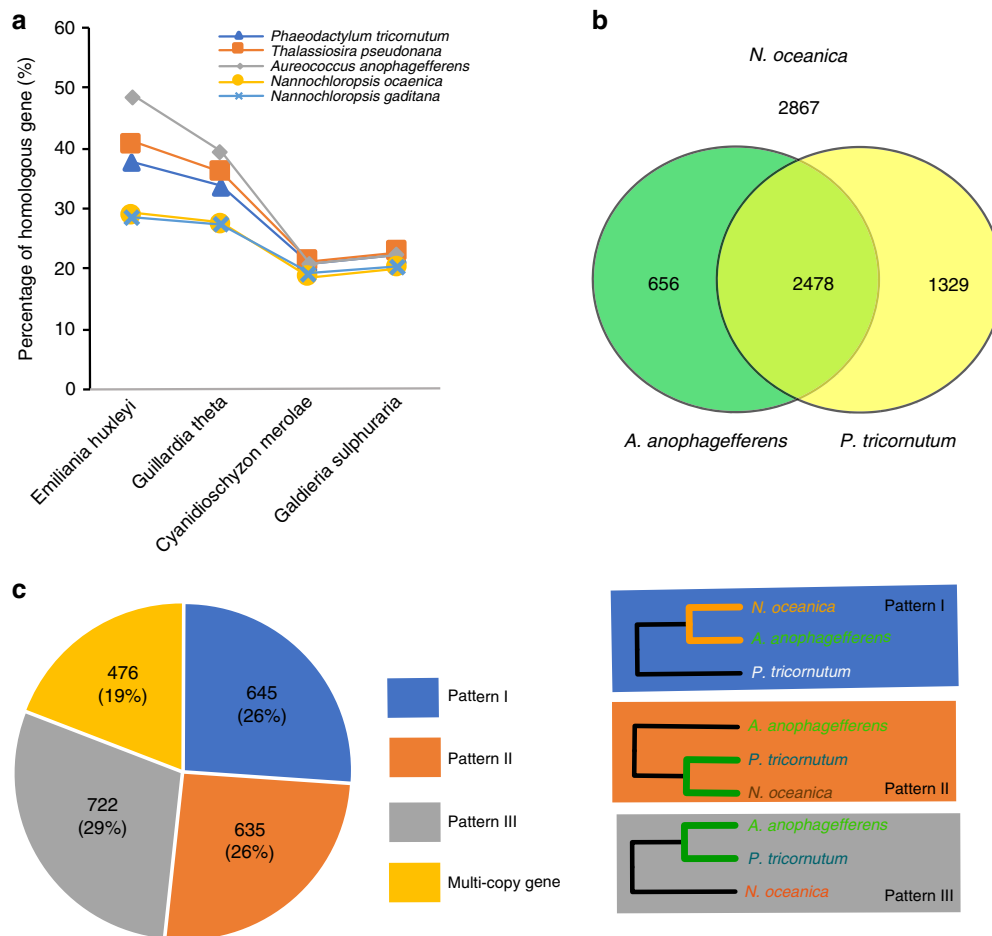 a
Percentage of homologous gene (%)
60
50
40
30
20
10
0
Phaeodactylum tricornutum
Thalassiosira pseudonana
Aureococcus anophagefferens
Nannochloropsis ocaenica
Nannochloropsis gaditana
Emiliania huxleyi
Guillardia theta
Cyanidioschyzon merolae
Galdieria sulphuraria
b
N. oceanica
2867
656
2478
1329
A. anophagefferens
P. tricornutum
c
476
(19%)
645
(26%)
722
(29%)
635
(26%)
Pattern I
Pattern II
Pattern III
Multi-copy gene
N. oceanica
Pattern I
A. anophagefferens
P. tricornutum
A. anophagefferens
P. tricornutum
N. oceanica
Pattern II
A. anophagefferens
P. tricornutum
N. oceanica
Pattern III